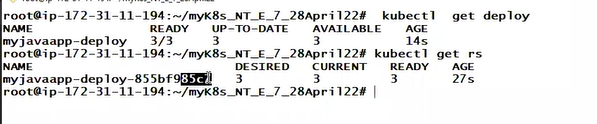 root@ip-172-31-11-194:~/myK8s_NT_E_7_28April22# kubectl get deploy
NAME READY UP-TO-DATE AVAILABLE AGE
myjavaapp-deploy 3/3 3 3 14s
root@ip-172-31-11-194:~/myK8s_NT_E_7_28April22# kubectl get rs
NAME DESIRED CURRENT READY AGE
myjavaapp-deploy-855bf985c7 3 3 3 27s
root@ip-172-31-11-194:~/myK8s_NT_E_7_28April22#